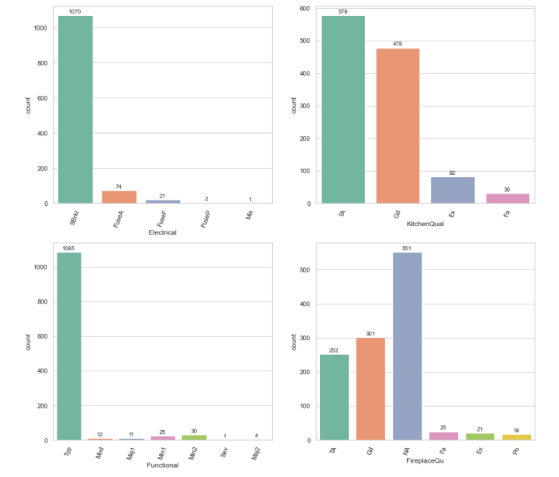 1070
1000
800
600
400
200
0
count
74
21
2
1
SBrkr
FuseA
FuseF
FuseP
Mix
Electrical
600
500
400
300
200
100
0
count
578
478
82
30
TA
Gd
Ex
Fa
KitchenQual
1085
1000
800
600
400
200
0
count
12
11
25
30
1
4
Typ
Mod
Maj1
Min1
Min2
Sev
Maj2
Functional
500
400
300
200
100
0
count
252
301
551
25
21
18
TA
Gd
NA
Fa
Ex
Po
FireplaceQu